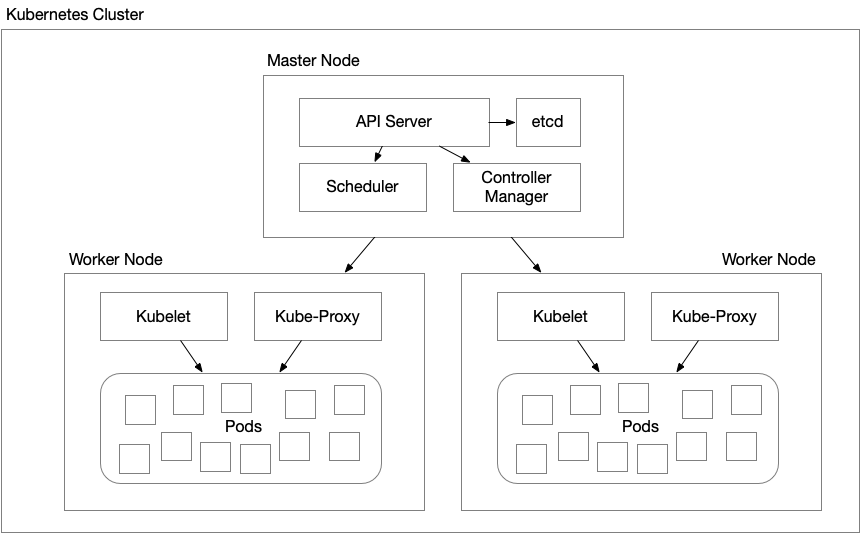 Kubernetes Cluster
Master Node
API Server
etcd
Scheduler
Controller
Manager
Worker Node
Kubelet
Kube-Proxy
Pods
Worker Node
Kubelet
Kube-Proxy
Pods